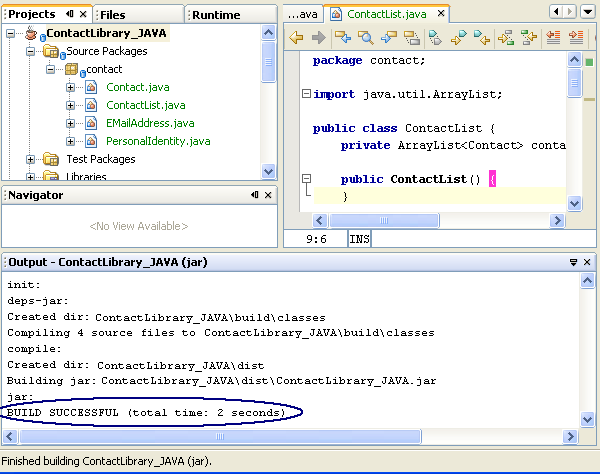 Projects
Files
Runtime
ContactLibrary_JAVA
Source Packages
contact
Contact.java
ContactList.java
EMailAddress.java
PersonalIdentity.java
Test Packages
Libraries
Navigator
<No View Available>
...ava
ContactList.java
package contact;
import java.util.ArrayList;
public class ContactList {
private ArrayList<Contact> conta
public ContactList() {
}
9:6
INS
Output - ContactLibrary_JAVA (jar)
init:
deps-jar:
Created dir: ContactLibrary_JAVA\build\classes
Compiling 4 source files to ContactLibrary_JAVA\build\classes
compile:
Created dir: ContactLibrary_JAVA\dist
Building jar: ContactLibrary_JAVA\dist\ContactLibrary_JAVA.jar
jar:
BUILD SUCCESSFUL (total time: 2 seconds)
Finished building ContactLibrary_JAVA (jar).